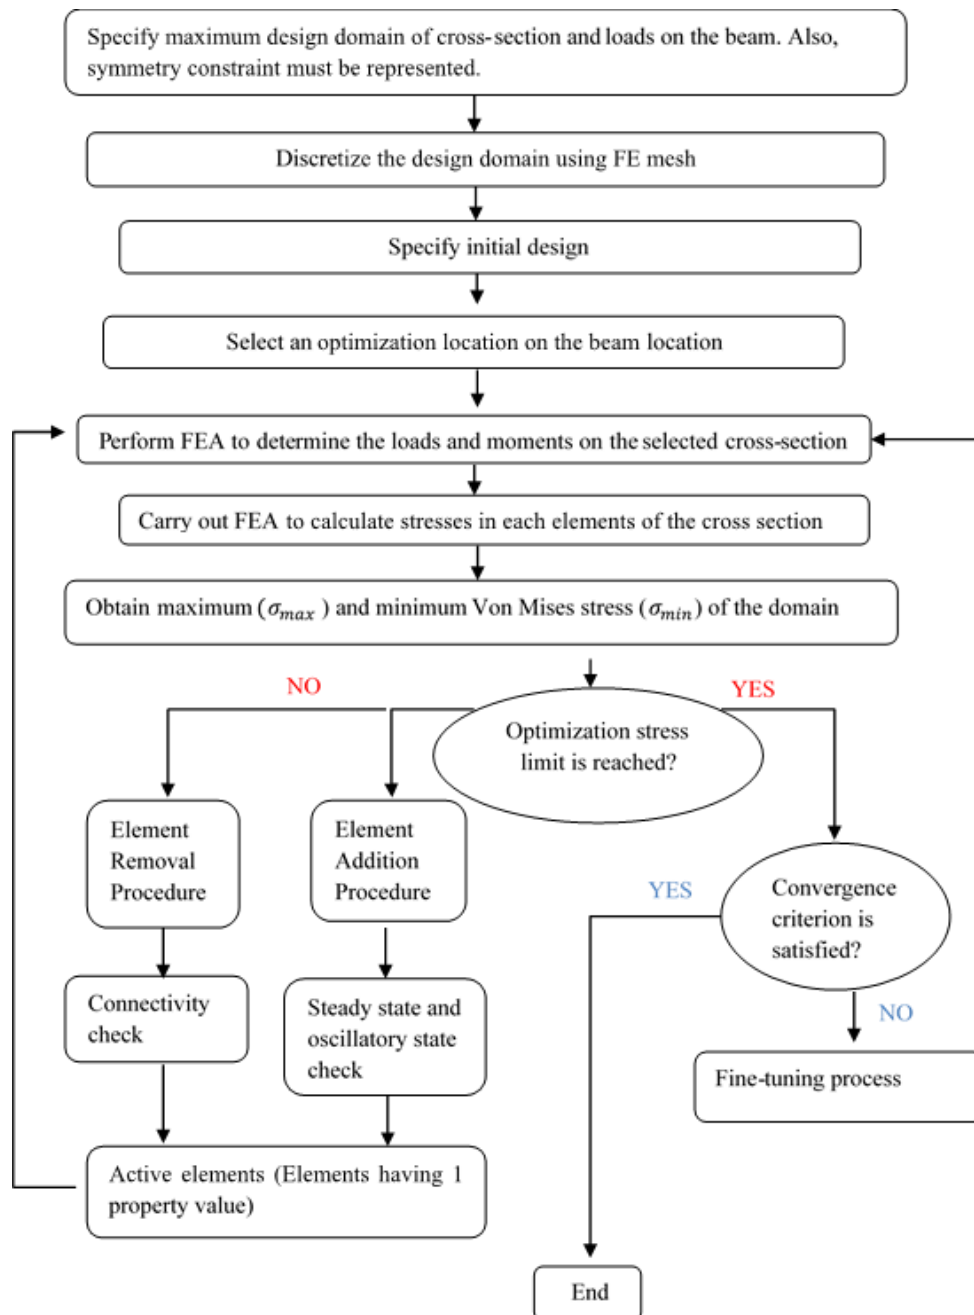 Specify maximum design domain of cross-section and loads on the beam. Also,
symmetry constraint must be represented.
Discretize the design domain using FE mesh
Specify initial design
Select an optimization location on the beam location
Perform FEA to determine the loads and moments on the selected cross-section
Carry out FEA to calculate stresses in each elements of the cross section
Obtain maximum (σmax ) and minimum Von Mises stress (σmin) of the domain
NO
YES
Optimization stress
limit is reached?
Element
Removal
Procedure
Element
Addition
Procedure
YES
Convergence
criterion is
satisfied?
Connectivity
check
Steady state and
oscillatory state
check
NO
Fine-tuning process
Active elements (Elements having 1
property value)
End